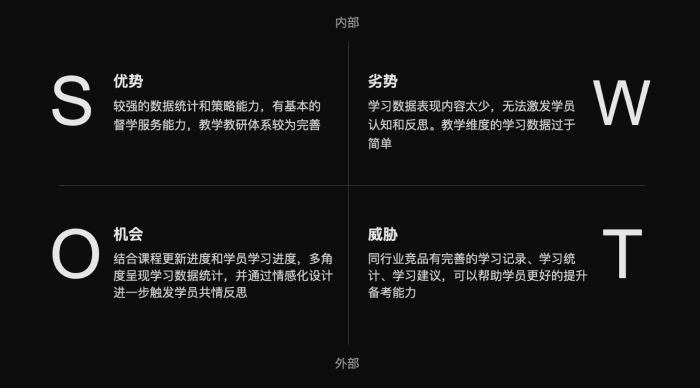 内部
S
优势
较强的数据统计和策略能力，有基本的
督学服务能力，教学教研体系较为完善
劣势
学习数据表现内容太少，无法激发学员
认知和反思。教学维度的学习数据过于
简单
W
O
机会
结合课程更新进度和学员学习进度，多角
度呈现学习数据统计，并通过情感化设计
进一步触发学员共情反思
威胁
同行业竞品有完善的学习记录、学习统
计、学习建议，可以帮助学员更好的提升
备考能力
T
外部